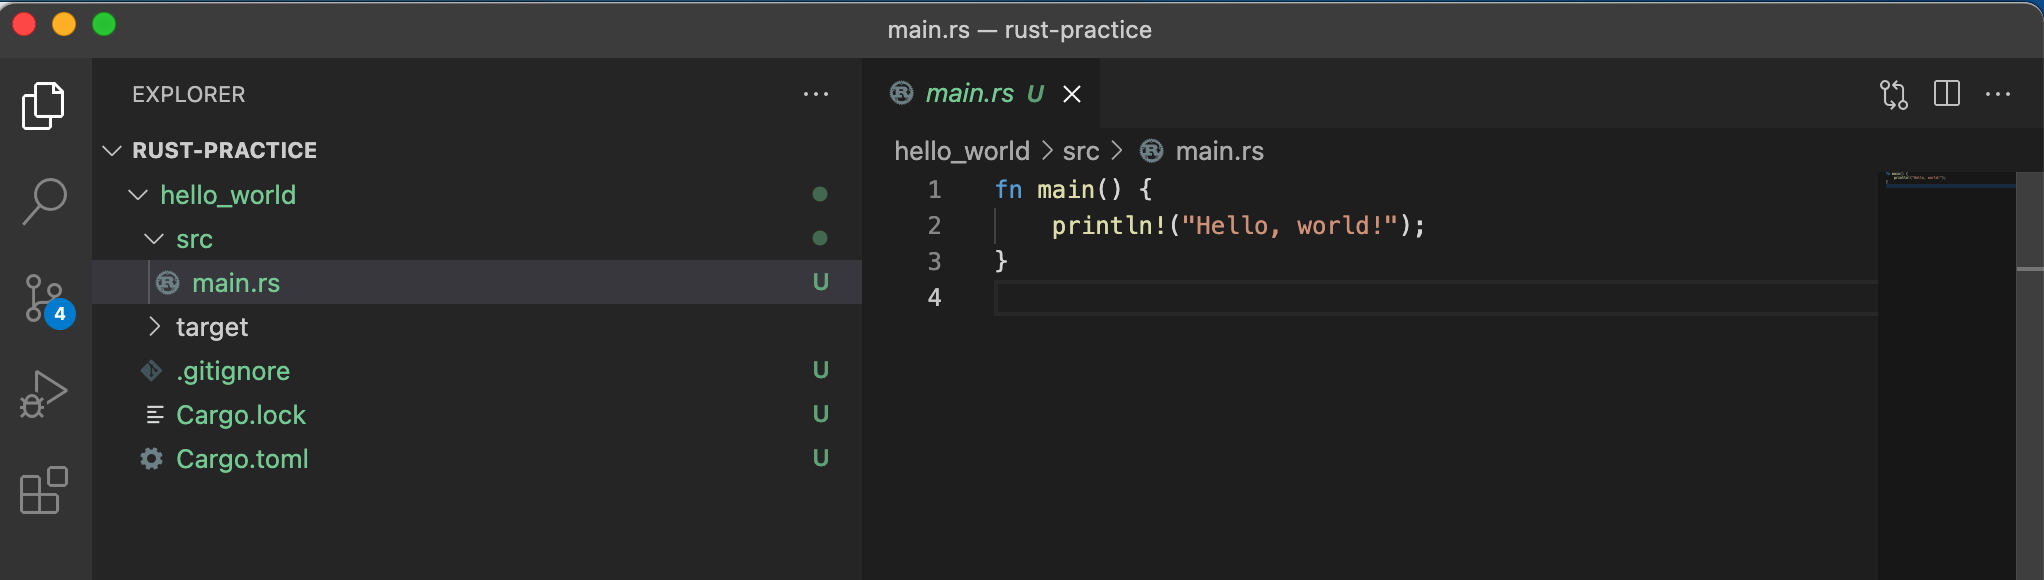 main.rs — rust-practice
EXPLORER
RUST-PRACTICE
hello_world
src
main.rs U
target
.gitignore U
Cargo.lock U
Cargo.toml U
4
main.rs U
hello_world > src > main.rs
1 fn main() {
2     println!("Hello, world!");
3 }
4